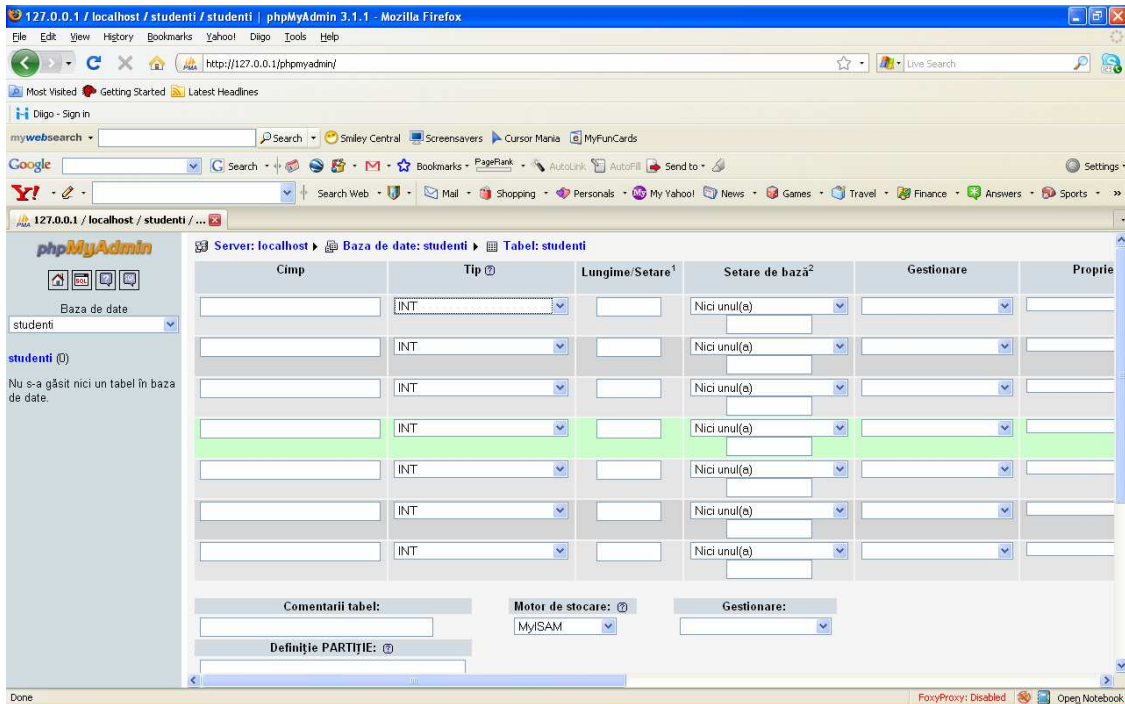 127.0.0.1 / localhost / studenti / studenti | phpMyAdmin 3.1.1 - Mozilla Firefox
File Edit View History Bookmarks Yahoo! Diigo Tools Help
http://127.0.0.1/phpmyadmin/ Live Search
Most Visited Getting Started Latest Headlines
Diigo - Sign in
mywebsearch Search Smiley Central Screensavers Cursor Mania MyFunCards
Google G Search Bookmarks PageRank AutoLink AutoFill Send to Settings
Y! Search Web Mail Shopping Personals My Yahoo! News Games Travel Finance Answers Sports »
127.0.0.1 / localhost / studenti / ...
phpMyAdmin
Baza de date
studenti
studenti (0)
Nu s-a găsit nici un tabel în baza
de date.
Server: localhost Baza de date: studenti Tabel: studenti
Cimp Tip Lungime/Setare1 Setare de bază2 Gestionare Proprie
INT Nici unul(a)
INT Nici unul(a)
INT Nici unul(a)
INT Nici unul(a)
INT Nici unul(a)
INT Nici unul(a)
INT Nici unul(a)
Comentarii tabel: Motor de stocare: Gestionare:
MyISAM
Definiție PARTIȚIE:
Done FoxyProxy: Disabled Open Notebook